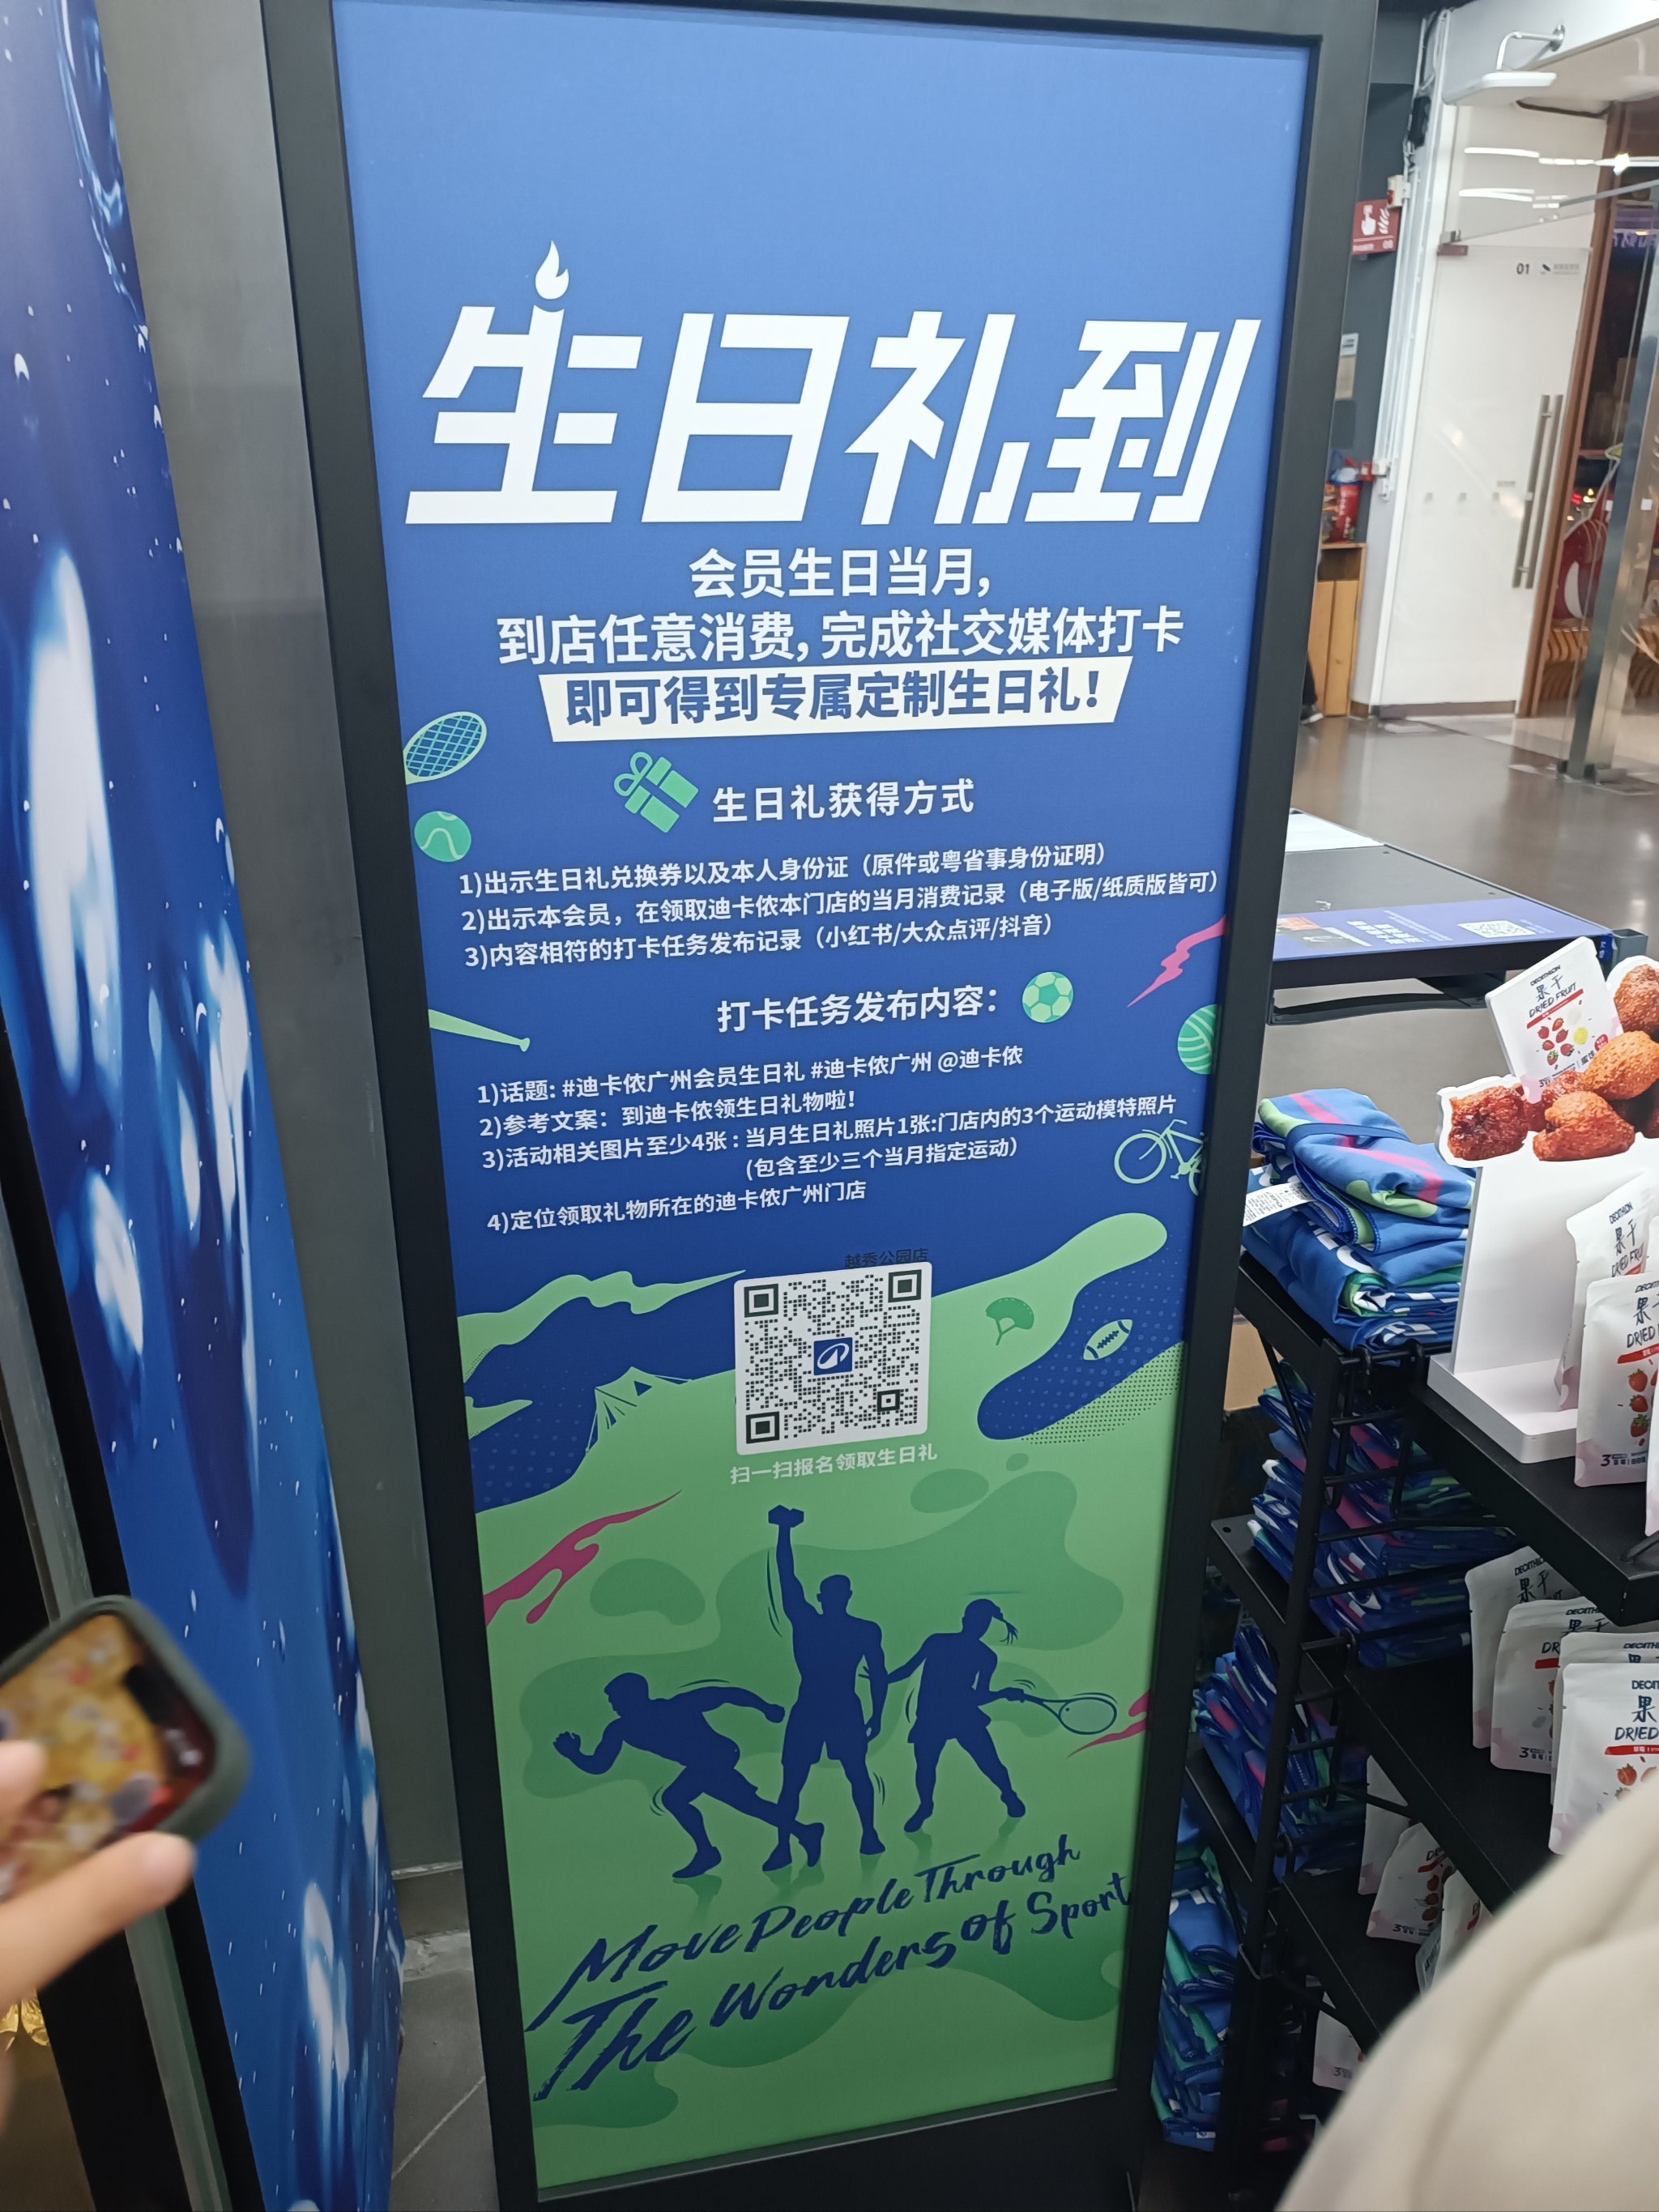 生日礼到
会员生日当月,
到店任意消费,完成社交媒体打卡
即可得到专属定制生日礼!
生日礼获得方式
1)出示生日礼兑换券以及本人身份证（原件或粤省事身份证明）
2)出示本会员，在领取迪卡侬本门店的当月消费记录（电子版/纸质版皆可）
3)内容相符的打卡任务发布记录（小红书/大众点评/抖音）
打卡任务发布内容：
1)话题: #迪卡侬广州会员生日礼 #迪卡侬广州 @迪卡侬
2)参考文案：到迪卡侬领生日礼物啦！
3)活动相关图片至少4张：当月生日礼照片1张:门店内的3个运动模特照片
(包含至少三个当月指定运动）
4)定位领取礼物所在的迪卡侬广州门店
越秀公园店
扫一扫报名领取生日礼
Move People Through
The Wonders of Sport
01
DECATHLON
果干
DRIED FRUIT
DECATHLON
果干